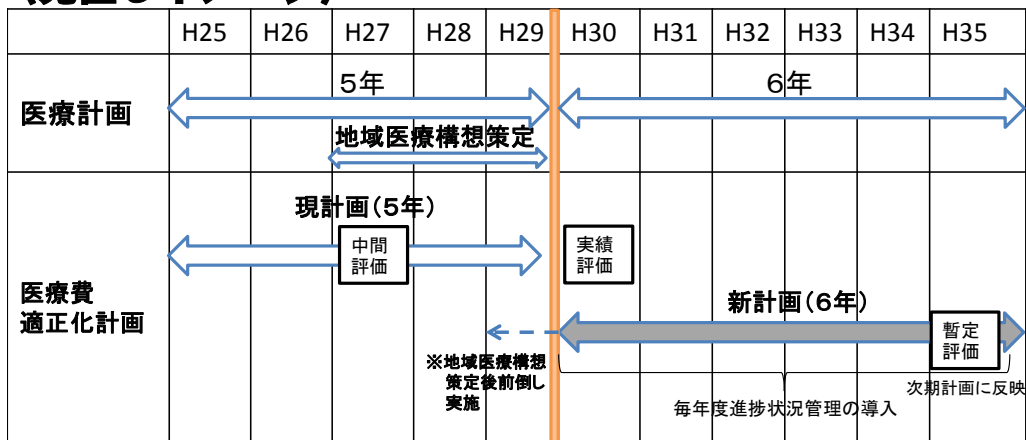 H25 H26 H27 H28 H29 H30 H31 H32 H33 H34 H35
医療計画
5年
6年
地域医療構想策定
医療費
適正化計画
現計画(5年)
中間
評価
実績
評価
新計画(6年)
暫定
評価
※地域医療構想
策定後前倒し
実施
次期計画に反映
毎年度進捗状況管理の導入